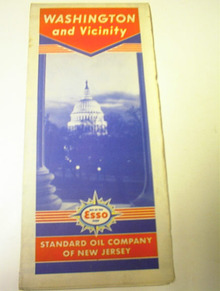 WASHINGTON
and Vicinity
Esso
STANDARD OIL COMPANY
OF NEW JERSEY